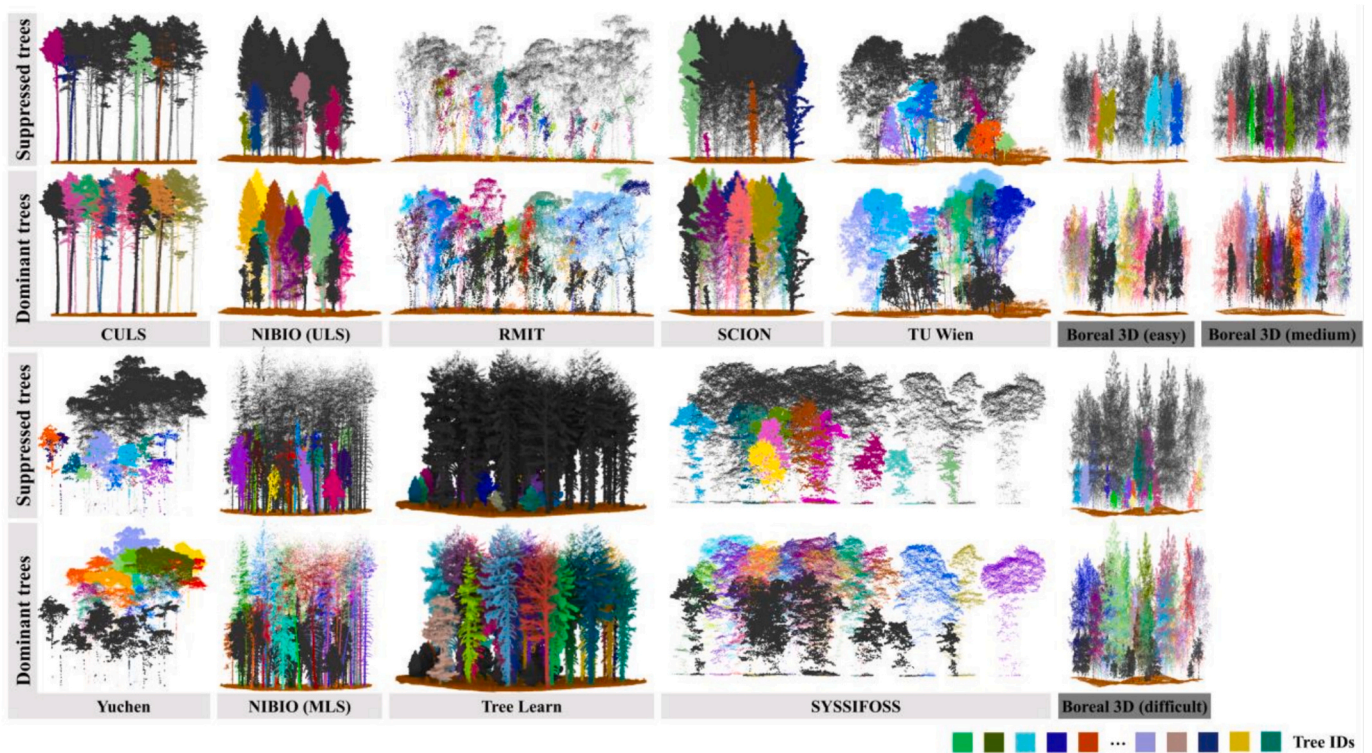 Suppressed trees
Dominant trees
CULS
NIBIO (ULS)
RMIT
SCION
TU Wien
Boreal 3D (easy)
Boreal 3D (medium)
Suppressed trees
Dominant trees
Yuchen
NIBIO (MLS)
Tree Learn
SYSSIFOSS
Boreal 3D (difficult)
... Tree IDs